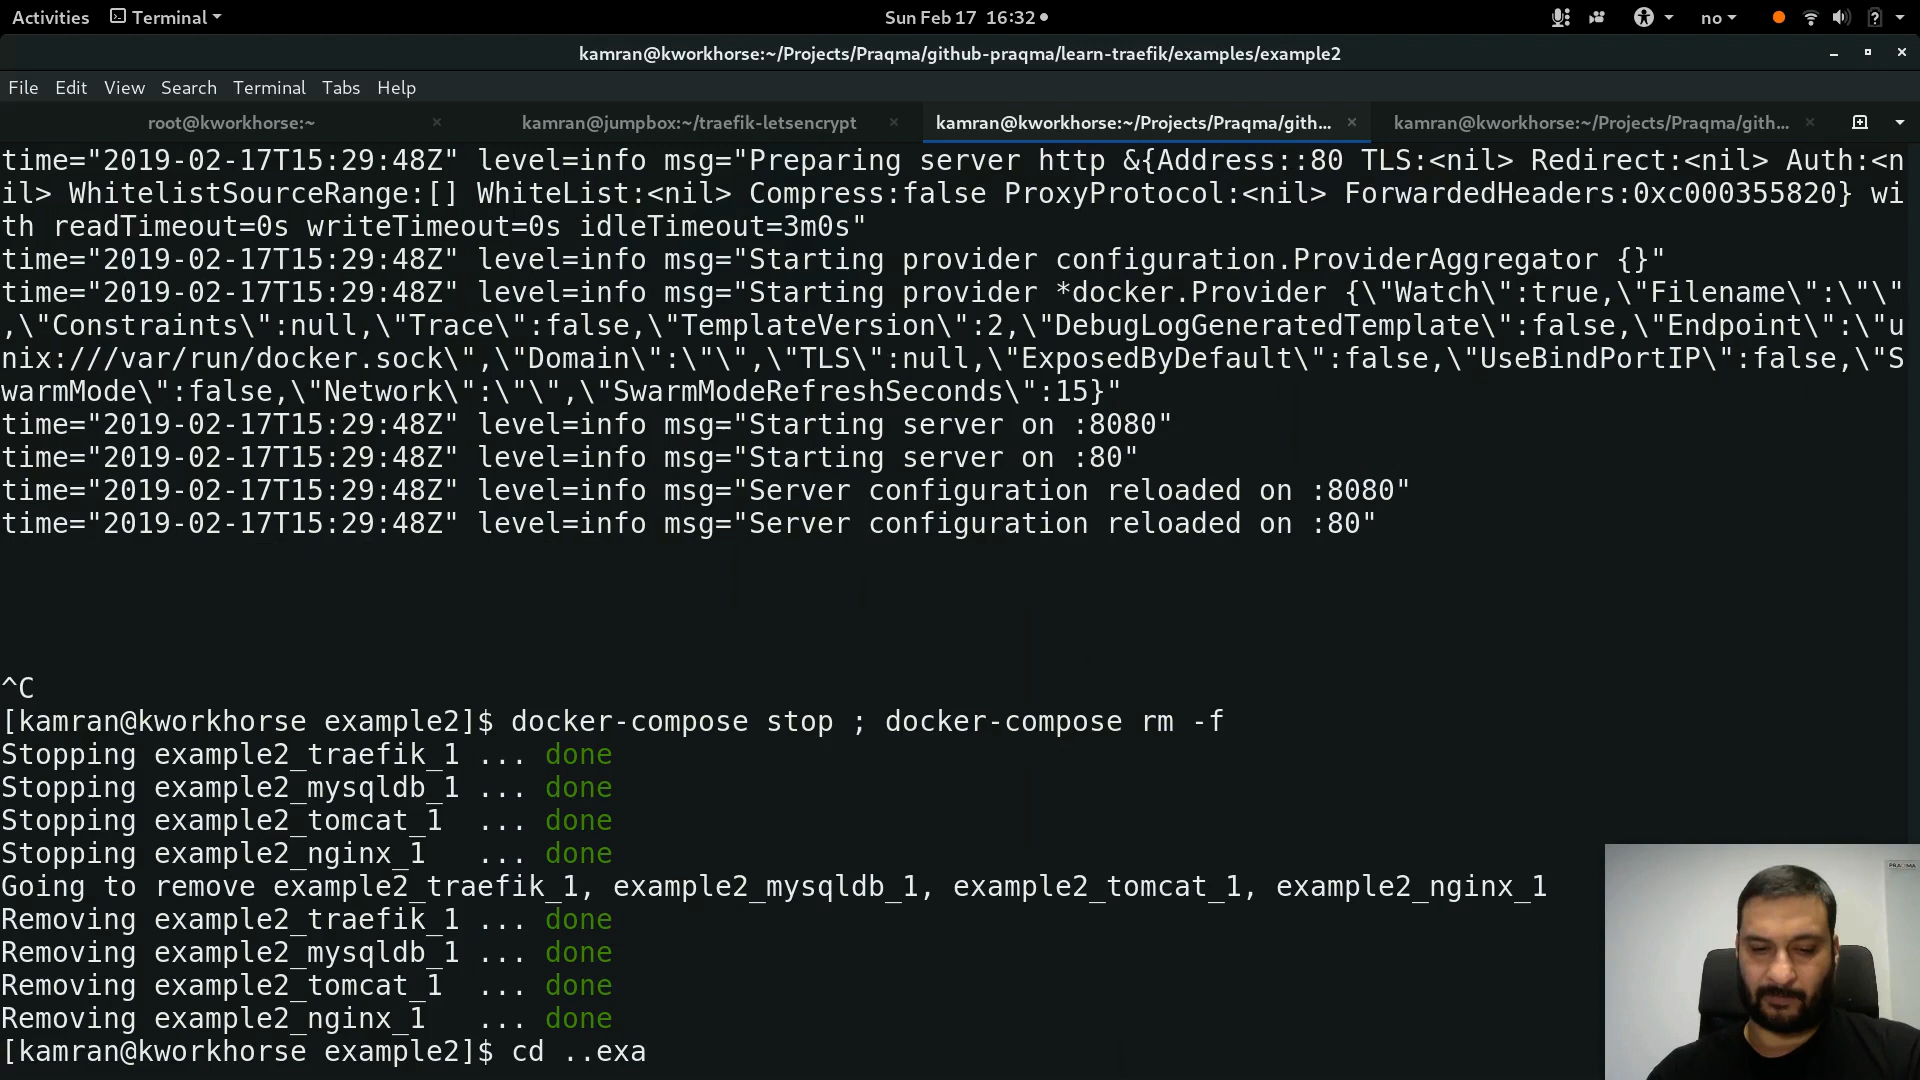 Activities Terminal Sun Feb 17 16:32 no
kamran@kworkhorse:~/Projects/Praqma/github-praqma/learn-traefik/examples/example2
File Edit View Search Terminal Tabs Help
root@kworkhorse:~ kamran@jumpbox:~/traefik-letsencrypt kamran@kworkhorse:~/Projects/Praqma/gith... kamran@kworkhorse:~/Projects/Praqma/gith...
time="2019-02-17T15:29:48Z" level=info msg="Preparing server http &{Address::80 TLS:<nil> Redirect:<nil> Auth:<n
il> WhitelistSourceRange:[] WhiteList:<nil> Compress:false ProxyProtocol:<nil> ForwardedHeaders:0xc000355820} wi
th readTimeout=0s writeTimeout=0s idleTimeout=3m0s"
time="2019-02-17T15:29:48Z" level=info msg="Starting provider configuration.ProviderAggregator {}"
time="2019-02-17T15:29:48Z" level=info msg="Starting provider *docker.Provider {\"Watch\":true,\"Filename\":\"\"
,\"Constraints\":null,\"Trace\":false,\"TemplateVersion\":2,\"DebugLogGeneratedTemplate\":false,\"Endpoint\":\"u
nix:///var/run/docker.sock\",\"Domain\":\"\",\"TLS\":null,\"ExposedByDefault\":false,\"UseBindPortIP\":false,\"S
warmMode\":false,\"Network\":\"\",\"SwarmModeRefreshSeconds\":15}"
time="2019-02-17T15:29:48Z" level=info msg="Starting server on :8080"
time="2019-02-17T15:29:48Z" level=info msg="Starting server on :80"
time="2019-02-17T15:29:48Z" level=info msg="Server configuration reloaded on :8080"
time="2019-02-17T15:29:48Z" level=info msg="Server configuration reloaded on :80"
^C
[kamran@kworkhorse example2]$ docker-compose stop ; docker-compose rm -f
Stopping example2_traefik_1 ... done
Stopping example2_mysqldb_1 ... done
Stopping example2_tomcat_1  ... done
Stopping example2_nginx_1   ... done
Going to remove example2_traefik_1, example2_mysqldb_1, example2_tomcat_1, example2_nginx_1
Removing example2_traefik_1 ... done
Removing example2_mysqldb_1 ... done
Removing example2_tomcat_1  ... done
Removing example2_nginx_1   ... done
[kamran@kworkhorse example2]$ cd ..exa
PRAQMA